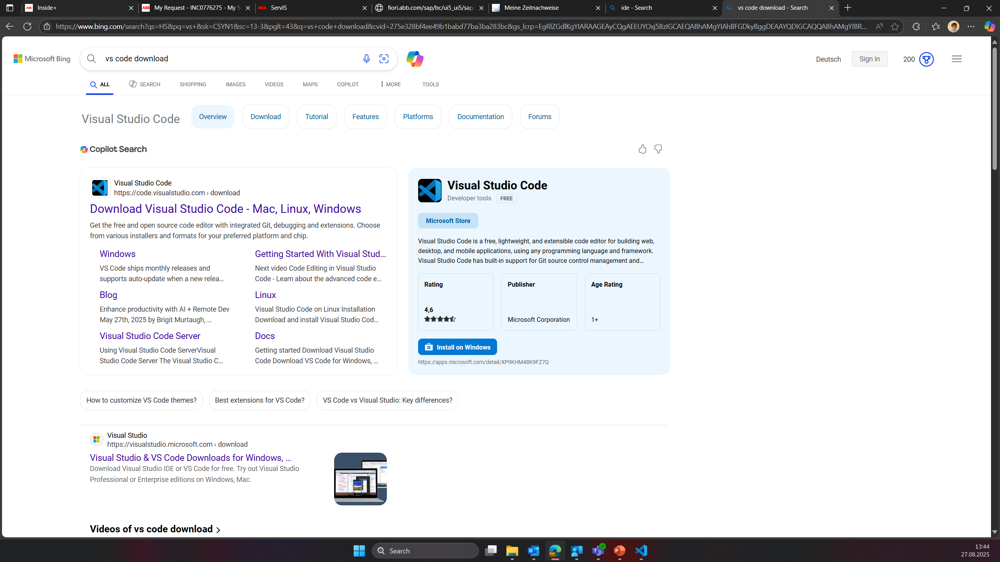 Inside+
My Request - INC0776275 - My S
ServIS
fiori.abb.com/sap/bc/ui5_ui5/sap/
Meine Zeitnachweise
ide - Search
vs code download - Search
https://www.bing.com/search?qs=HS&pq=vs+&sk=CSYN1&sc=13-3&pglt=43&q=vs+code+download&cvid=275e328bf4ee49b1babd77ba3ba283bc&gs_lcrp=EgRlZGdlKgYIARAAGEAyCQgAEEUYOxj5BzIGCAEQABhAMgYIAhBFGDkyBggDEAAYQDIGCAQQABhAMgYIBR...
Microsoft Bing
vs code download
Deutsch
Sign in
200
ALL
SEARCH
SHOPPING
IMAGES
VIDEOS
MAPS
COPILOT
MORE
TOOLS
Visual Studio Code
Overview
Download
Tutorial
Features
Platforms
Documentation
Forums
Copilot Search
Visual Studio Code
https://code.visualstudio.com › download
Download Visual Studio Code - Mac, Linux, Windows
Get the free and open source code editor with integrated Git, debugging and extensions. Choose
from various installers and formats for your preferred platform and chip.
Windows
VS Code ships monthly releases and
supports auto-update when a new relea...
Getting Started With Visual Stud...
Next video Code Editing in Visual Studio
Code - Learn about the advanced code e...
Blog
Enhance productivity with AI + Remote Dev
May 27th, 2025 by Brigit Murtaugh, ...
Linux
Visual Studio Code on Linux Installation
Download and install Visual Studio Cod...
Visual Studio Code Server
Using Visual Studio Code ServerVisual
Studio Code Server The Visual Studio C...
Docs
Getting started Download Visual Studio
Code Download VS Code for Windows, ...
Visual Studio Code
Developer tools
FREE
Microsoft Store
Visual Studio Code is a free, lightweight, and extensible code editor for building web,
desktop, and mobile applications, using any programming language and framework.
Visual Studio Code has built-in support for Git source control management and...
Rating
4,6
Publisher
Microsoft Corporation
Age Rating
1+
Install on Windows
https://apps.microsoft.com/detail/XP9KHM4BK9FZ7Q
How to customize VS Code themes?
Best extensions for VS Code?
VS Code vs Visual Studio: Key differences?
Visual Studio
https://visualstudio.microsoft.com › download
Visual Studio & VS Code Downloads for Windows, ...
Download Visual Studio IDE or VS Code for free. Try out Visual Studio
Professional or Enterprise editions on Windows, Mac.
Videos of vs code download
Search
13:44
27.08.2025